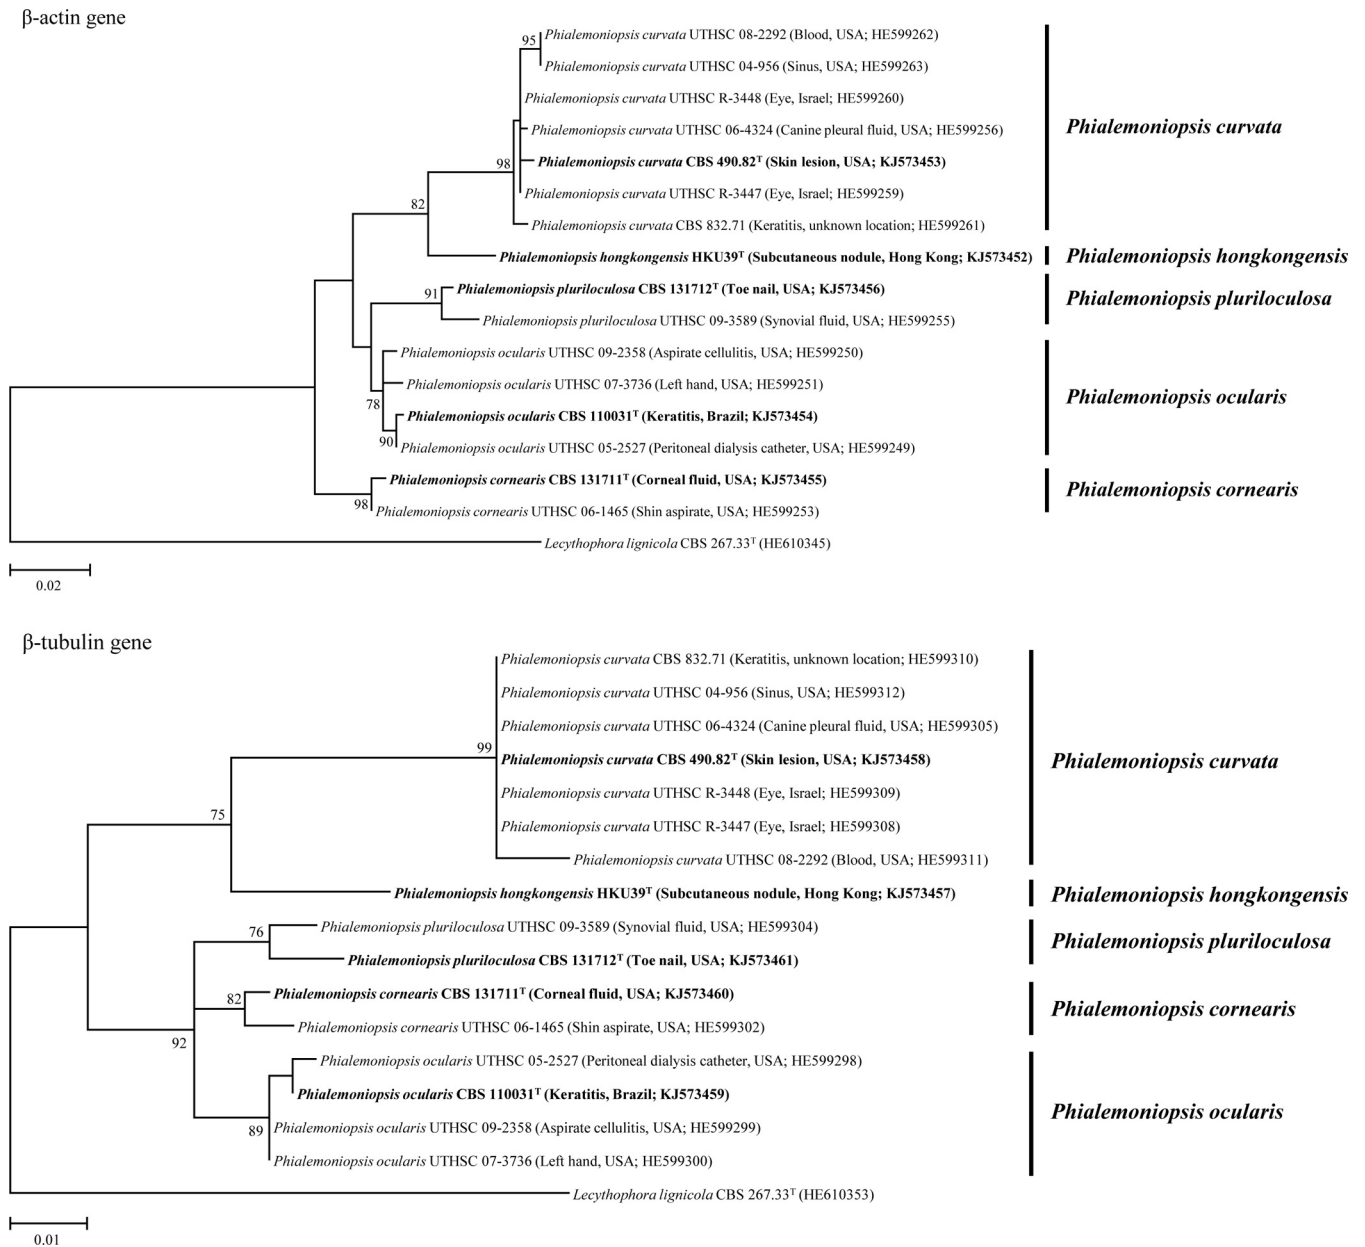 β-actin gene
95
Phialemoniopsis curvata UTHSC 08-2292 (Blood, USA; HE599262)
Phialemoniopsis curvata UTHSC 04-956 (Sinus, USA; HE599263)
Phialemoniopsis curvata UTHSC R-3448 (Eye, Israel; HE599260)
Phialemoniopsis curvata UTHSC 06-4324 (Canine pleural fluid, USA; HE599256)
Phialemoniopsis curvata
98
Phialemoniopsis curvata CBS 490.82ᵀ (Skin lesion, USA; KJ573453)
Phialemoniopsis curvata UTHSC R-3447 (Eye, Israel; HE599259)
82
Phialemoniopsis curvata CBS 832.71 (Keratitis, unknown location; HE599261)
Phialemoniopsis hongkongensis HKU39ᵀ (Subcutaneous nodule, Hong Kong; KJ573452)
Phialemoniopsis hongkongensis
91
Phialemoniopsis pluriloculosa CBS 131712ᵀ (Toe nail, USA; KJ573456)
Phialemoniopsis pluriloculosa
Phialemoniopsis pluriloculosa UTHSC 09-3589 (Synovial fluid, USA; HE599255)
Phialemoniopsis ocularis UTHSC 09-2358 (Aspirate cellulitis, USA; HE599250)
Phialemoniopsis ocularis UTHSC 07-3736 (Left hand, USA; HE599251)
Phialemoniopsis ocularis
78
Phialemoniopsis ocularis CBS 110031ᵀ (Keratitis, Brazil; KJ573454)
90
Phialemoniopsis ocularis UTHSC 05-2527 (Peritoneal dialysis catheter, USA; HE599249)
Phialemoniopsis cornearis CBS 131711ᵀ (Corneal fluid, USA; KJ573455)
Phialemoniopsis cornearis
98
Phialemoniopsis cornearis UTHSC 06-1465 (Shin aspirate, USA; HE599253)
Lecythophora lignicola CBS 267.33ᵀ (HE610345)
0.02
β-tubulin gene
Phialemoniopsis curvata CBS 832.71 (Keratitis, unknown location; HE599310)
Phialemoniopsis curvata UTHSC 04-956 (Sinus, USA; HE599312)
Phialemoniopsis curvata UTHSC 06-4324 (Canine pleural fluid, USA; HE599305)
99
Phialemoniopsis curvata CBS 490.82ᵀ (Skin lesion, USA; KJ573458)
Phialemoniopsis curvata
Phialemoniopsis curvata UTHSC R-3448 (Eye, Israel; HE599309)
75
Phialemoniopsis curvata UTHSC R-3447 (Eye, Israel; HE599308)
Phialemoniopsis curvata UTHSC 08-2292 (Blood, USA; HE599311)
Phialemoniopsis hongkongensis HKU39ᵀ (Subcutaneous nodule, Hong Kong; KJ573457)
Phialemoniopsis hongkongensis
76
Phialemoniopsis pluriloculosa UTHSC 09-3589 (Synovial fluid, USA; HE599304)
Phialemoniopsis pluriloculosa
Phialemoniopsis pluriloculosa CBS 131712ᵀ (Toe nail, USA; KJ573461)
82
Phialemoniopsis cornearis CBS 131711ᵀ (Corneal fluid, USA; KJ573460)
Phialemoniopsis cornearis
Phialemoniopsis cornearis UTHSC 06-1465 (Shin aspirate, USA; HE599302)
92
Phialemoniopsis ocularis UTHSC 05-2527 (Peritoneal dialysis catheter, USA; HE599298)
Phialemoniopsis ocularis CBS 110031ᵀ (Keratitis, Brazil; KJ573459)
Phialemoniopsis ocularis
89
Phialemoniopsis ocularis UTHSC 09-2358 (Aspirate cellulitis, USA; HE599299)
Phialemoniopsis ocularis UTHSC 07-3736 (Left hand, USA; HE599300)
Lecythophora lignicola CBS 267.33ᵀ (HE610353)
0.01